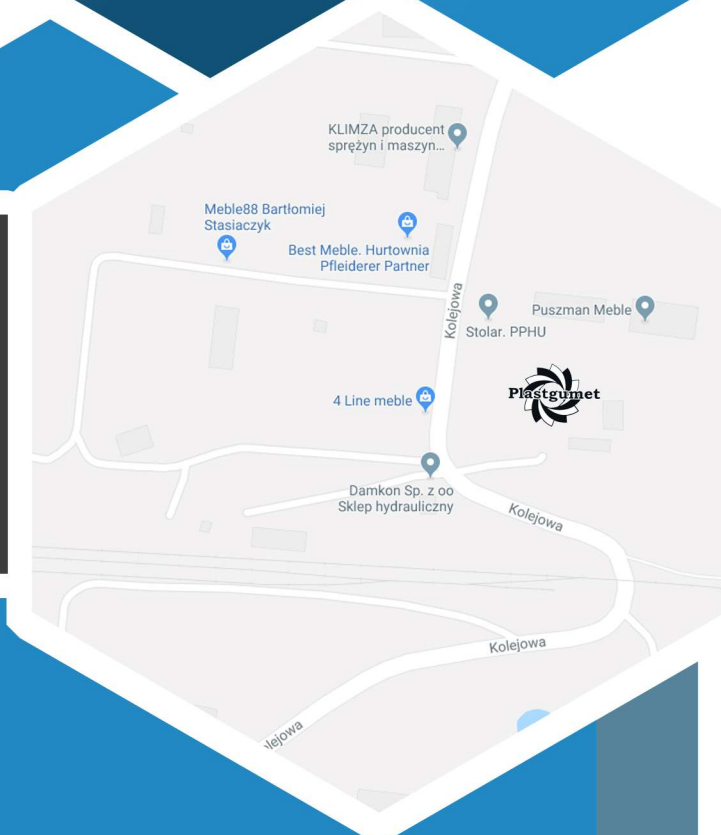 KLIMZA producent
sprężyn i maszyn...
Meble88 Bartłomiej
Stasiaczyk
Best Meble. Hurtownia
Pfleiderer Partner
Kolejowa
Puszman Meble
Stolar. PPHU
Plastgumet
4 Line meble
Damkon Sp. z oo
Sklep hydrauliczny
Kolejowa
Kolejowa
lejowa